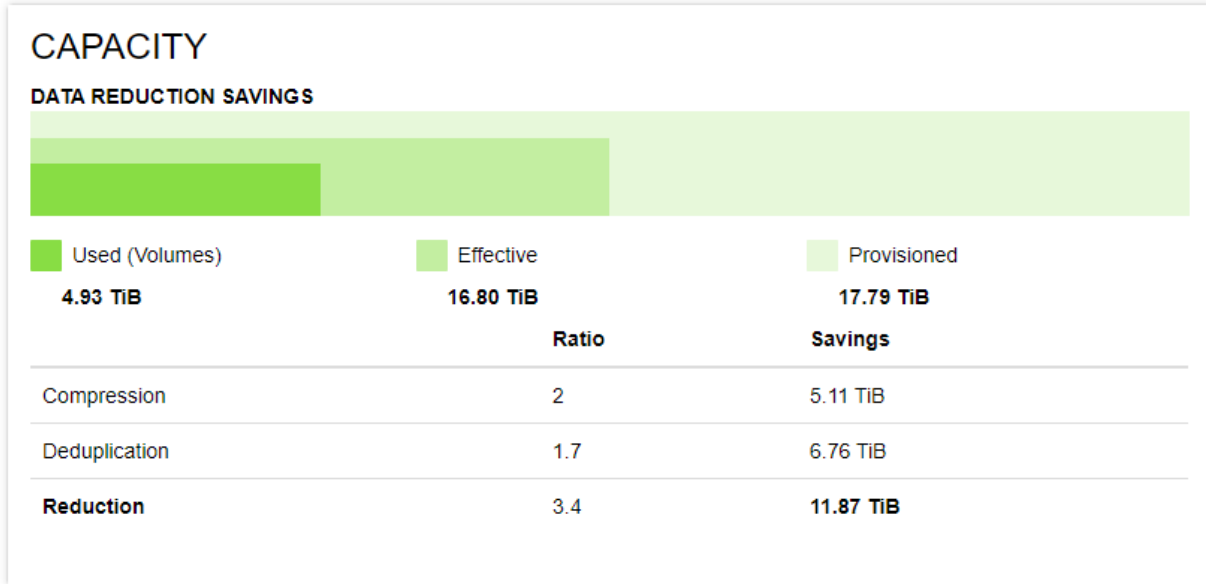 CAPACITY
DATA REDUCTION SAVINGS
Used (Volumes) Effective Provisioned
4.93 TiB 16.80 TiB 17.79 TiB
Ratio Savings
Compression 2 5.11 TiB
Deduplication 1.7 6.76 TiB
Reduction 3.4 11.87 TiB